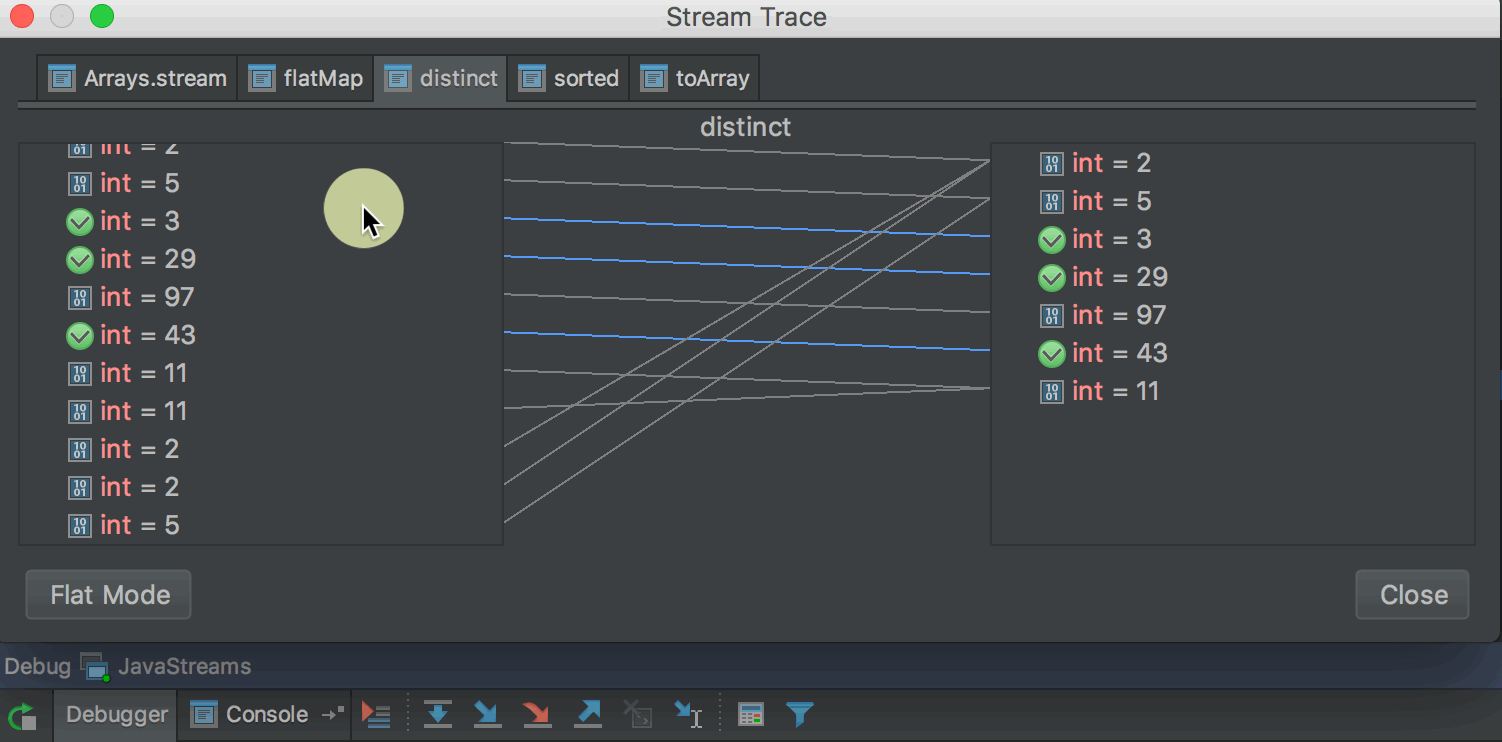 Stream Trace
Arrays.stream flatMap distinct sorted toArray
distinct
int = 2
int = 5
int = 3
int = 29
int = 97
int = 43
int = 11
int = 11
int = 2
int = 2
int = 5
int = 2
int = 5
int = 3
int = 29
int = 97
int = 43
int = 11
Flat Mode
Close
Debug JavaStreams
Debugger Console